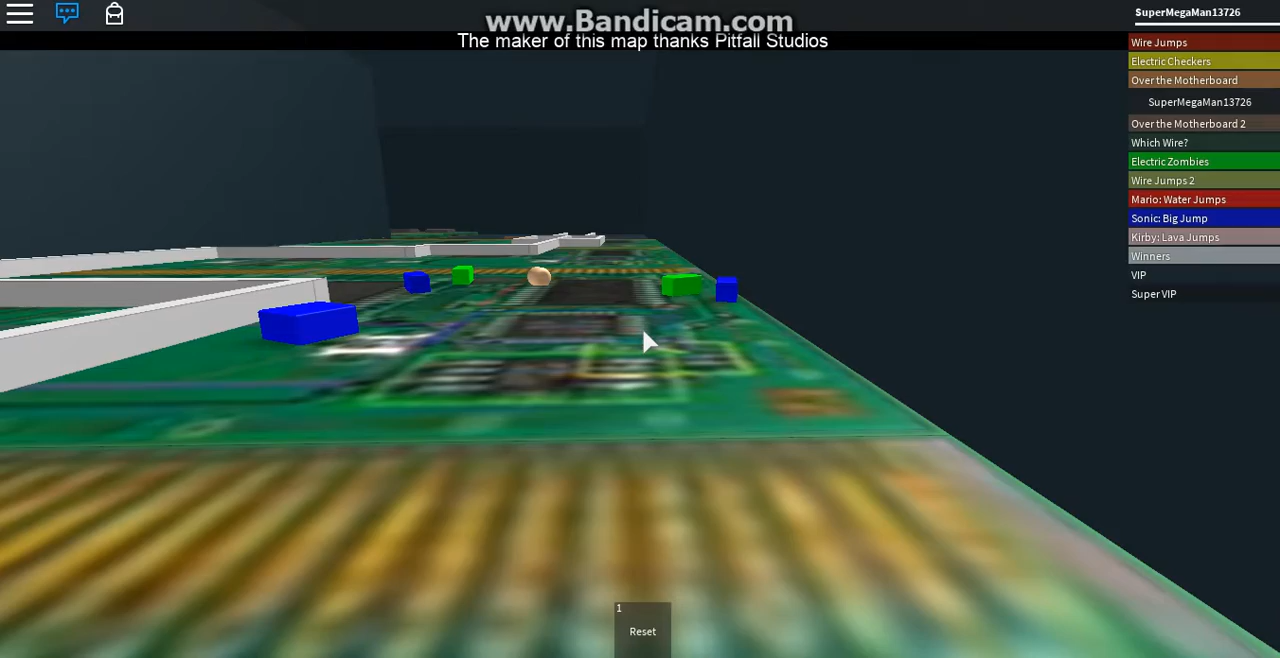 www.Bandicam.com
The maker of this map thanks Pitfall Studios
SuperMegaMan13726
Wire Jumps
Electric Checkers
Over the Motherboard
SuperMegaMan13726
Over the Motherboard 2
Which Wire?
Electric Zombies
Wire Jumps 2
Mario: Water Jumps
Sonic: Big Jump
Kirby: Lava Jumps
Winners
VIP
Super VIP
1
Reset